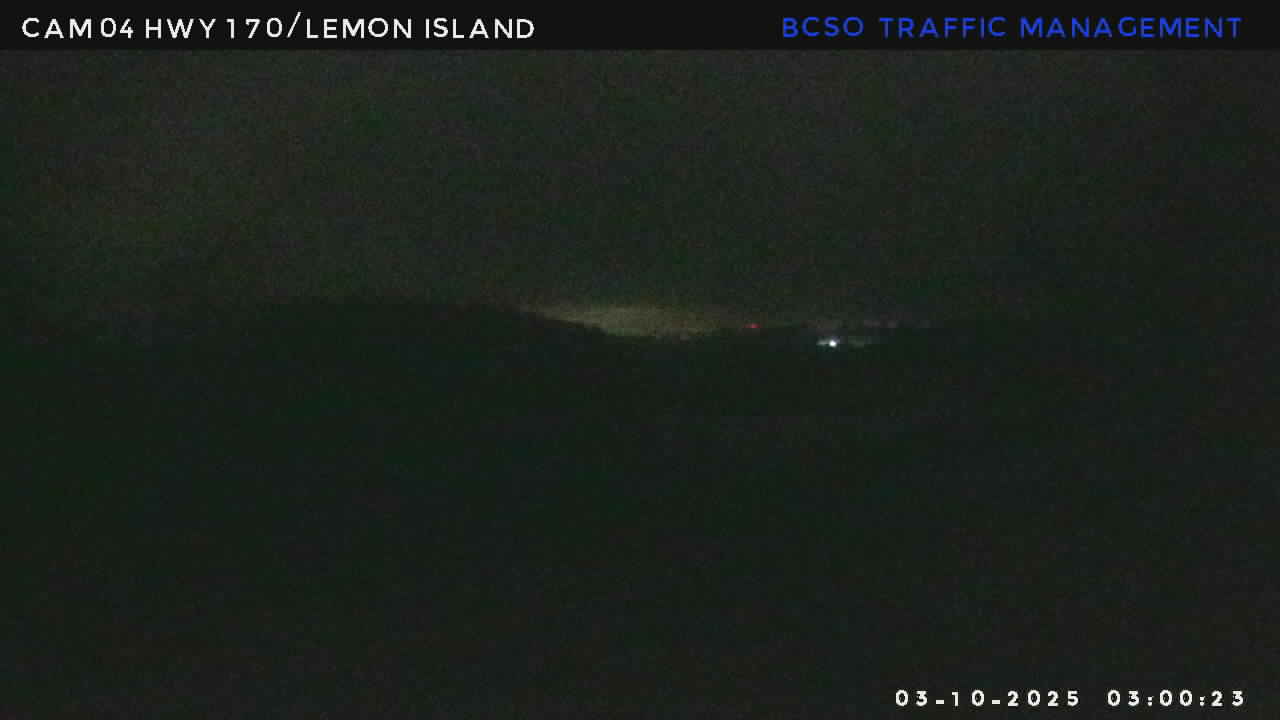 CAM04 HWY 170/LEMON ISLAND
BCSO TRAFFIC MANAGEMENT
03-10-2025 03:00:23